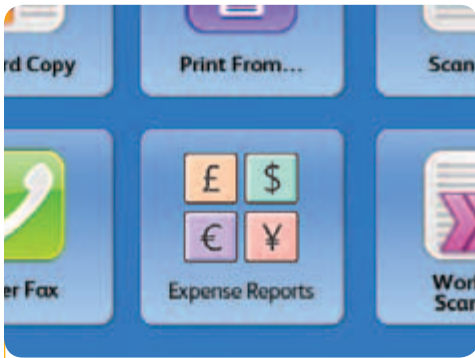 rd Copy
Print From...
Scan
£ $
€ ¥
er Fax
Expense Reports
Wor
Scan